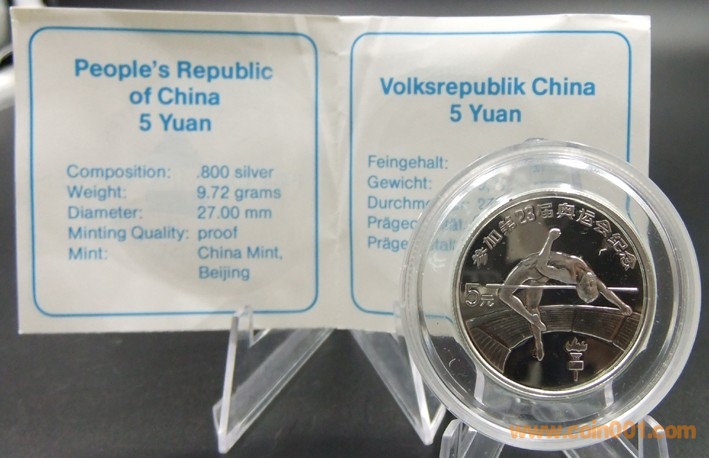 People's Republic
of China
5 Yuan
Composition: .800 silver
Weight: 9.72 grams
Diameter: 27.00 mm
Minting Quality: proof
Mint: China Mint,
Beijing
Volksrepublik China
5 Yuan
Feingehalt:
Gewicht:
参加第23届奥运会纪念
5元
www.coin001.com